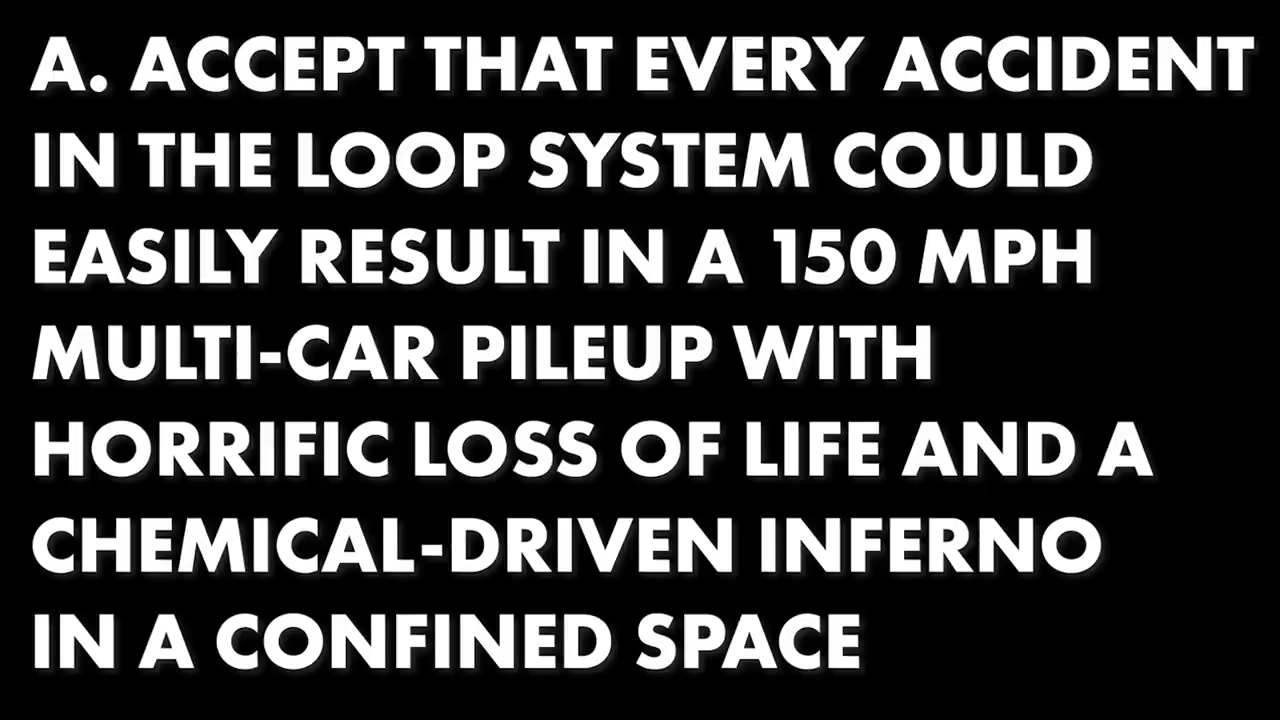 A. ACCEPT THAT EVERY ACCIDENT
IN THE LOOP SYSTEM COULD
EASILY RESULT IN A 150 MPH
MULTI-CAR PILEUP WITH
HORRIFIC LOSS OF LIFE AND A
CHEMICAL-DRIVEN INFERNO
IN A CONFINED SPACE